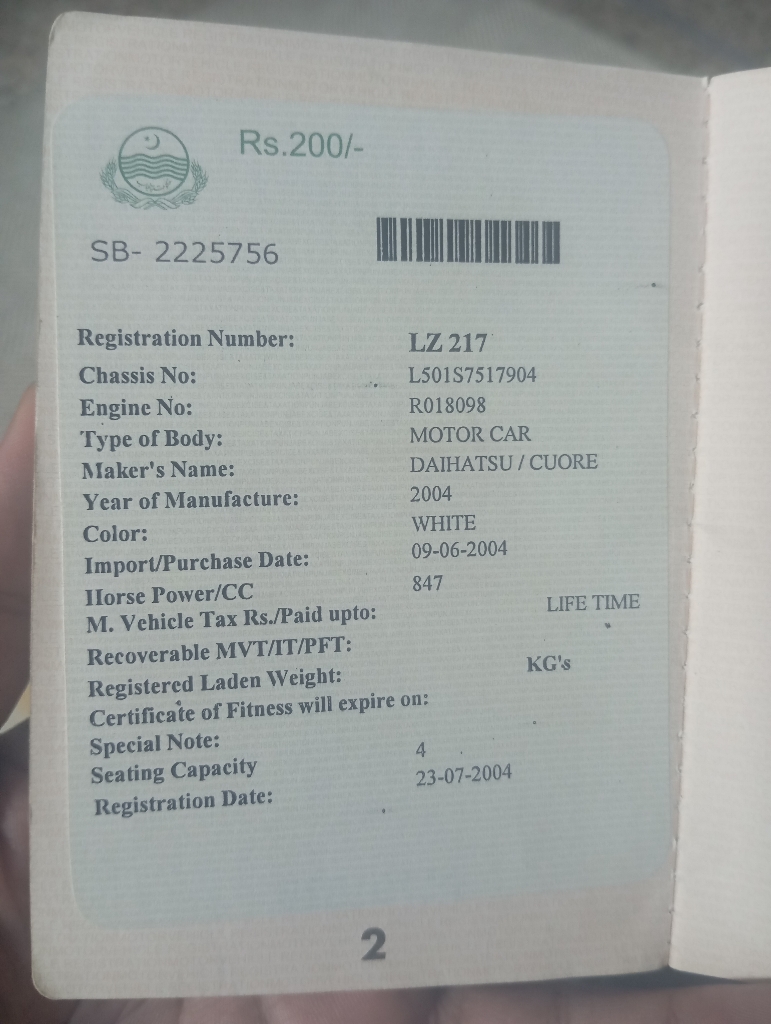 Rs.200/-
SB- 2225756
Registration Number: LZ 217
Chassis No: L501S7517904
Engine No: R018098
Type of Body: MOTOR CAR
Maker's Name: DAIHATSU / CUORE
Year of Manufacture: 2004
Color: WHITE
Import/Purchase Date: 09-06-2004
Horse Power/CC 847
M. Vehicle Tax Rs./Paid upto: LIFE TIME
Recoverable MVT/IT/PFT:
Registered Laden Weight: KG's
Certificate of Fitness will expire on:
Special Note:
Seating Capacity 4
Registration Date: 23-07-2004
2